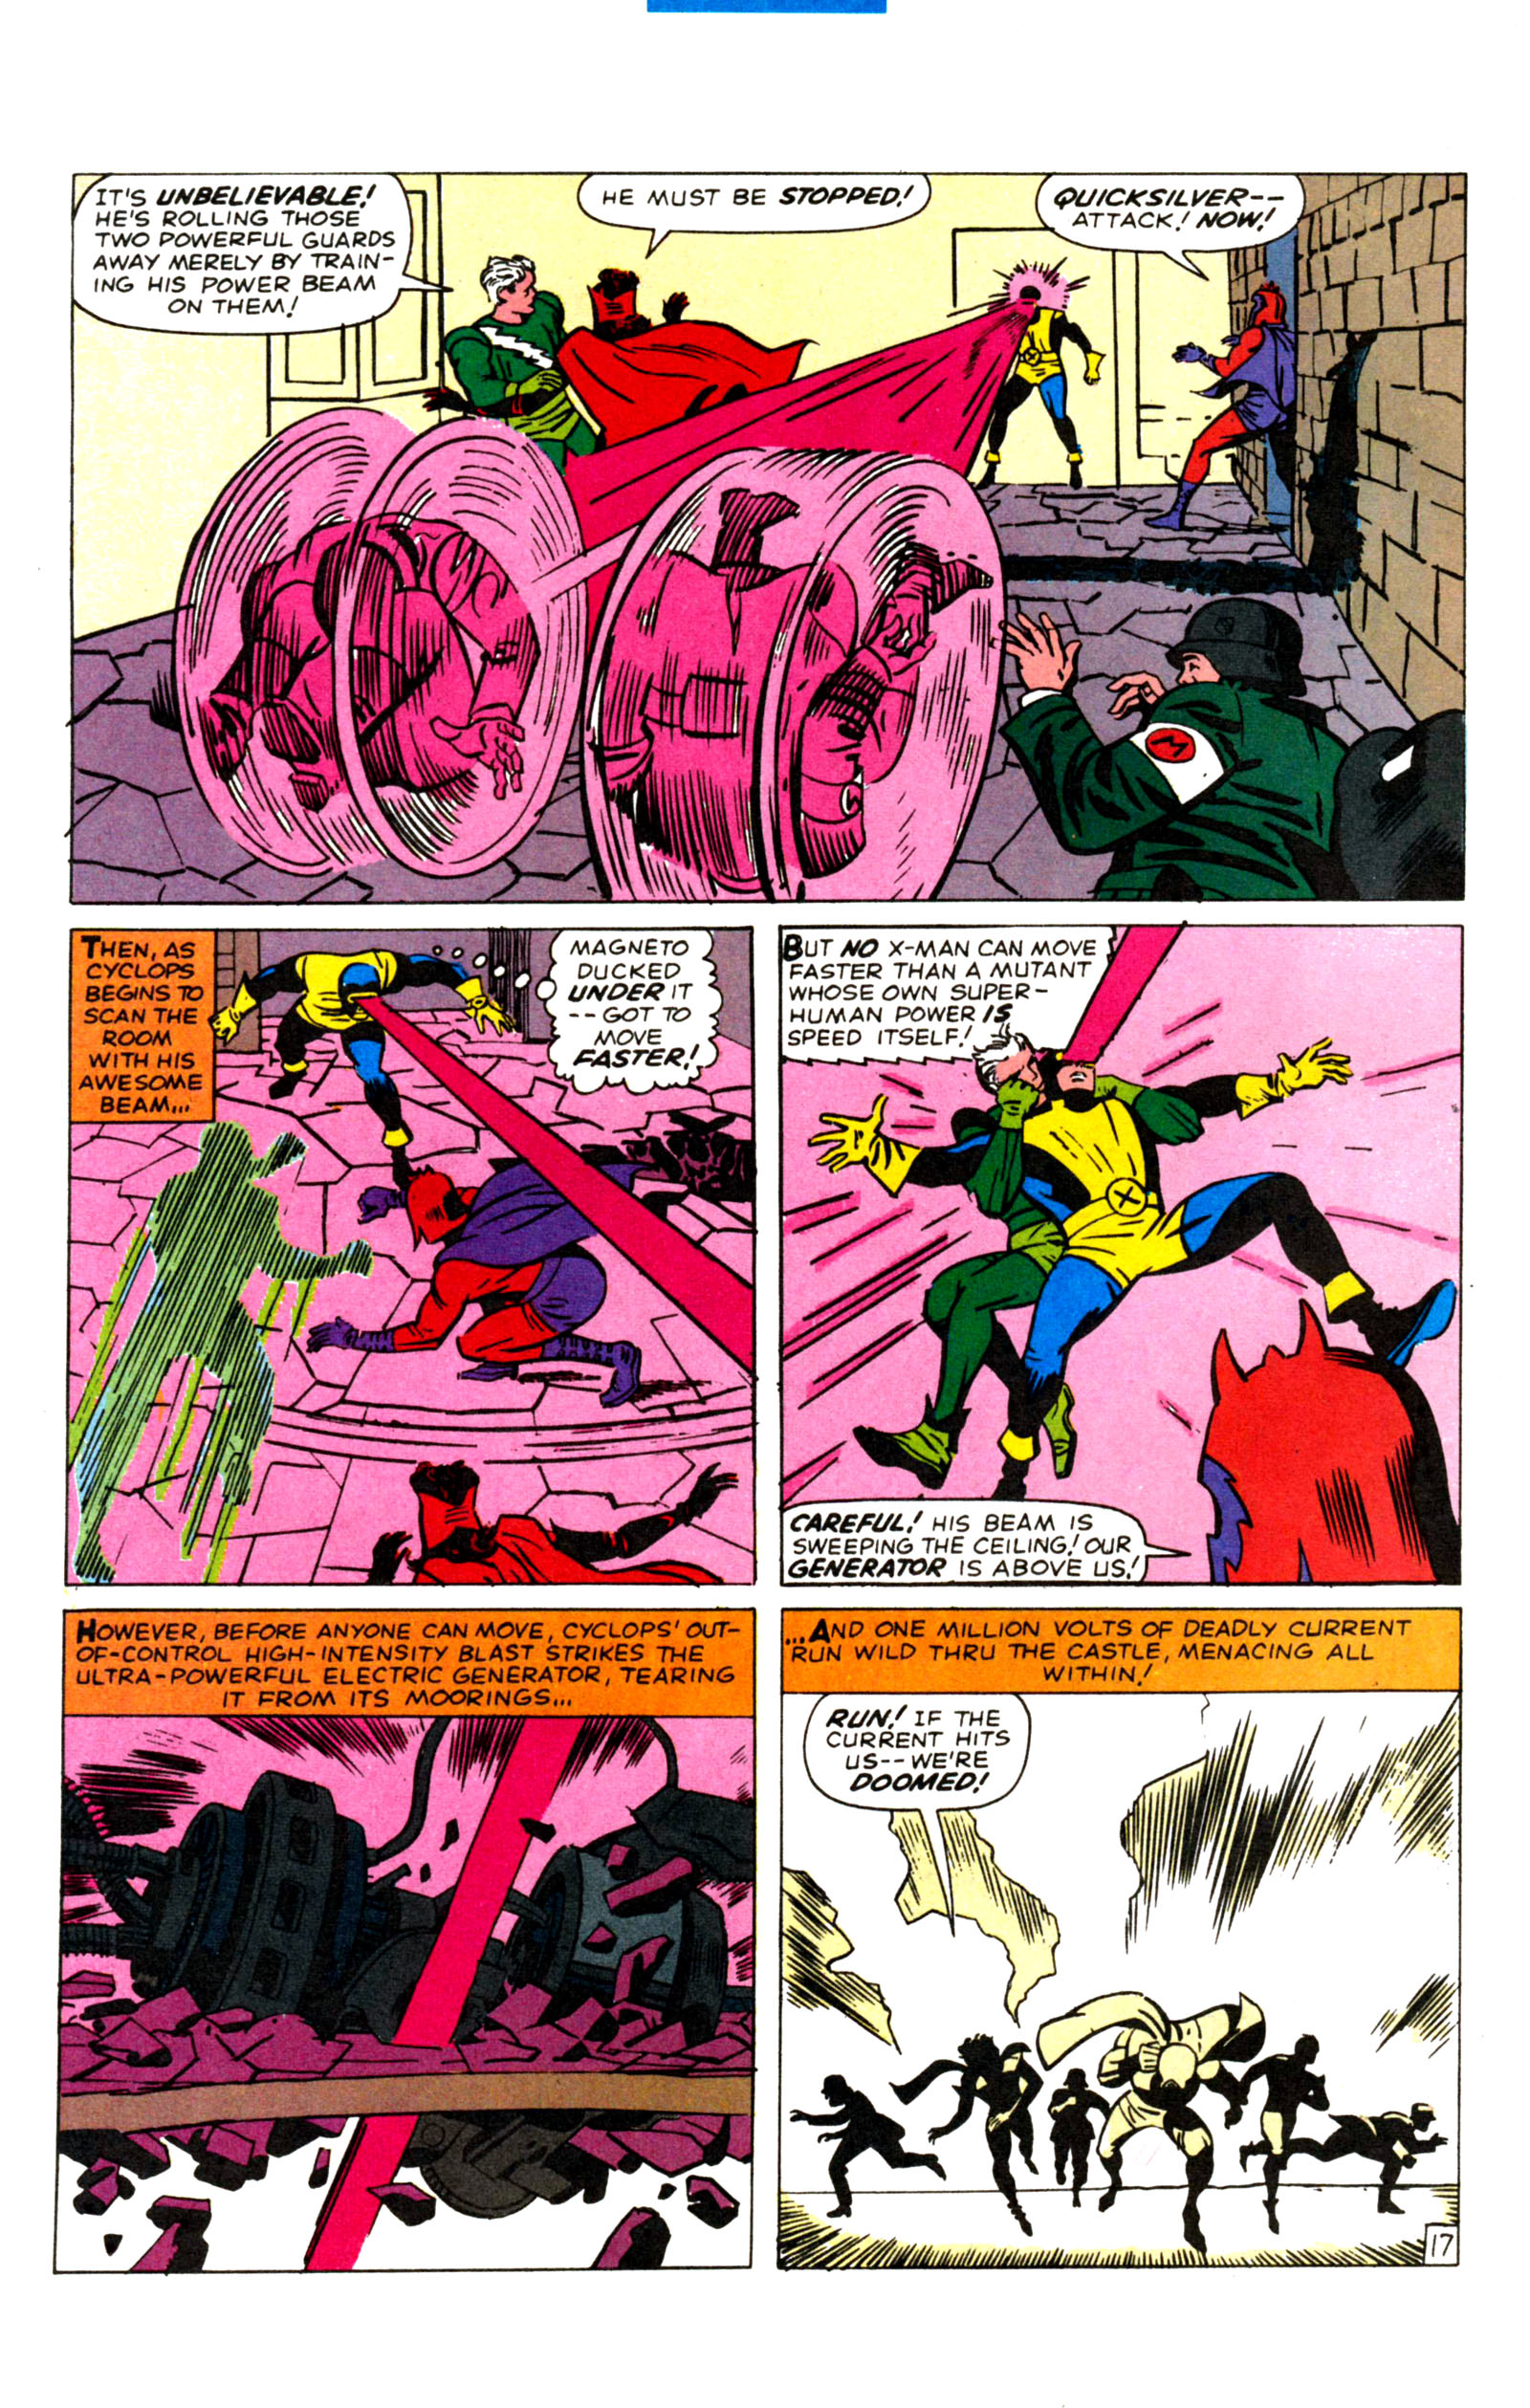 IT'S UNBELIEVABLE!
HE'S ROLLING THOSE
TWO POWERFUL GUARDS
AWAY MERELY BY TRAIN-
ING HIS POWER BEAM
ON THEM!
HE MUST BE STOPPED!
QUICKSILVER--
ATTACK! NOW!
M
THEN, AS
CYCLOPS
BEGINS TO
SCAN THE
ROOM
WITH HIS
AWESOME
BEAM...
MAGNETO
DUCKED
UNDER IT
-- GOT TO
MOVE
FASTER!
BUT NO X-MAN CAN MOVE
FASTER THAN A MUTANT
WHOSE OWN SUPER-
HUMAN POWER IS
SPEED ITSELF!
CAREFUL! HIS BEAM IS
SWEEPING THE CEILING! OUR
GENERATOR IS ABOVE US!
HOWEVER, BEFORE ANYONE CAN MOVE, CYCLOPS' OUT-
OF-CONTROL HIGH-INTENSITY BLAST STRIKES THE
ULTRA-POWERFUL ELECTRIC GENERATOR, TEARING
IT FROM ITS MOORINGS...
...AND ONE MILLION VOLTS OF DEADLY CURRENT
RUN WILD THRU THE CASTLE, MENACING ALL
WITHIN!
RUN! IF THE
CURRENT HITS
US-- WE'RE
DOOMED!
17